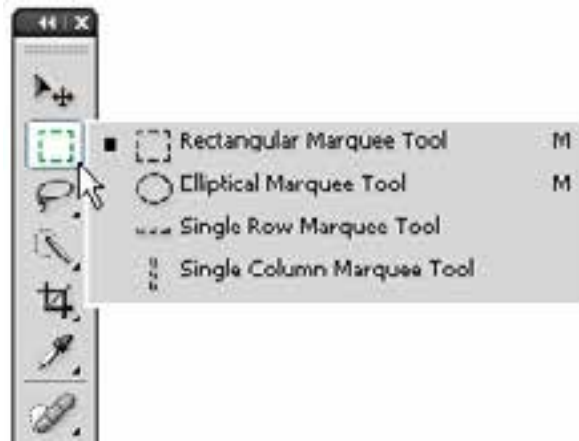 Rectangular Marquee Tool M
Elliptical Marquee Tool M
Single Row Marquee Tool
Single Column Marquee Tool